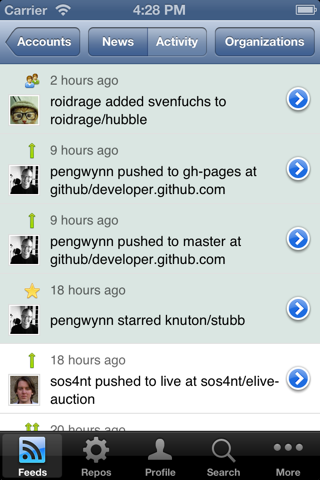 Carrier 4:28 PM
Accounts News Activity Organizations
2 hours ago
roidrage added svenfuchs to
roidrage/hubble
9 hours ago
pengwynn pushed to gh-pages at
github/developer.github.com
9 hours ago
pengwynn pushed to master at
github/developer.github.com
18 hours ago
pengwynn starred knuton/stubb
18 hours ago
sos4nt pushed to live at sos4nt/elive-
auction
20 hours ago
Feeds Repos Profile Search More